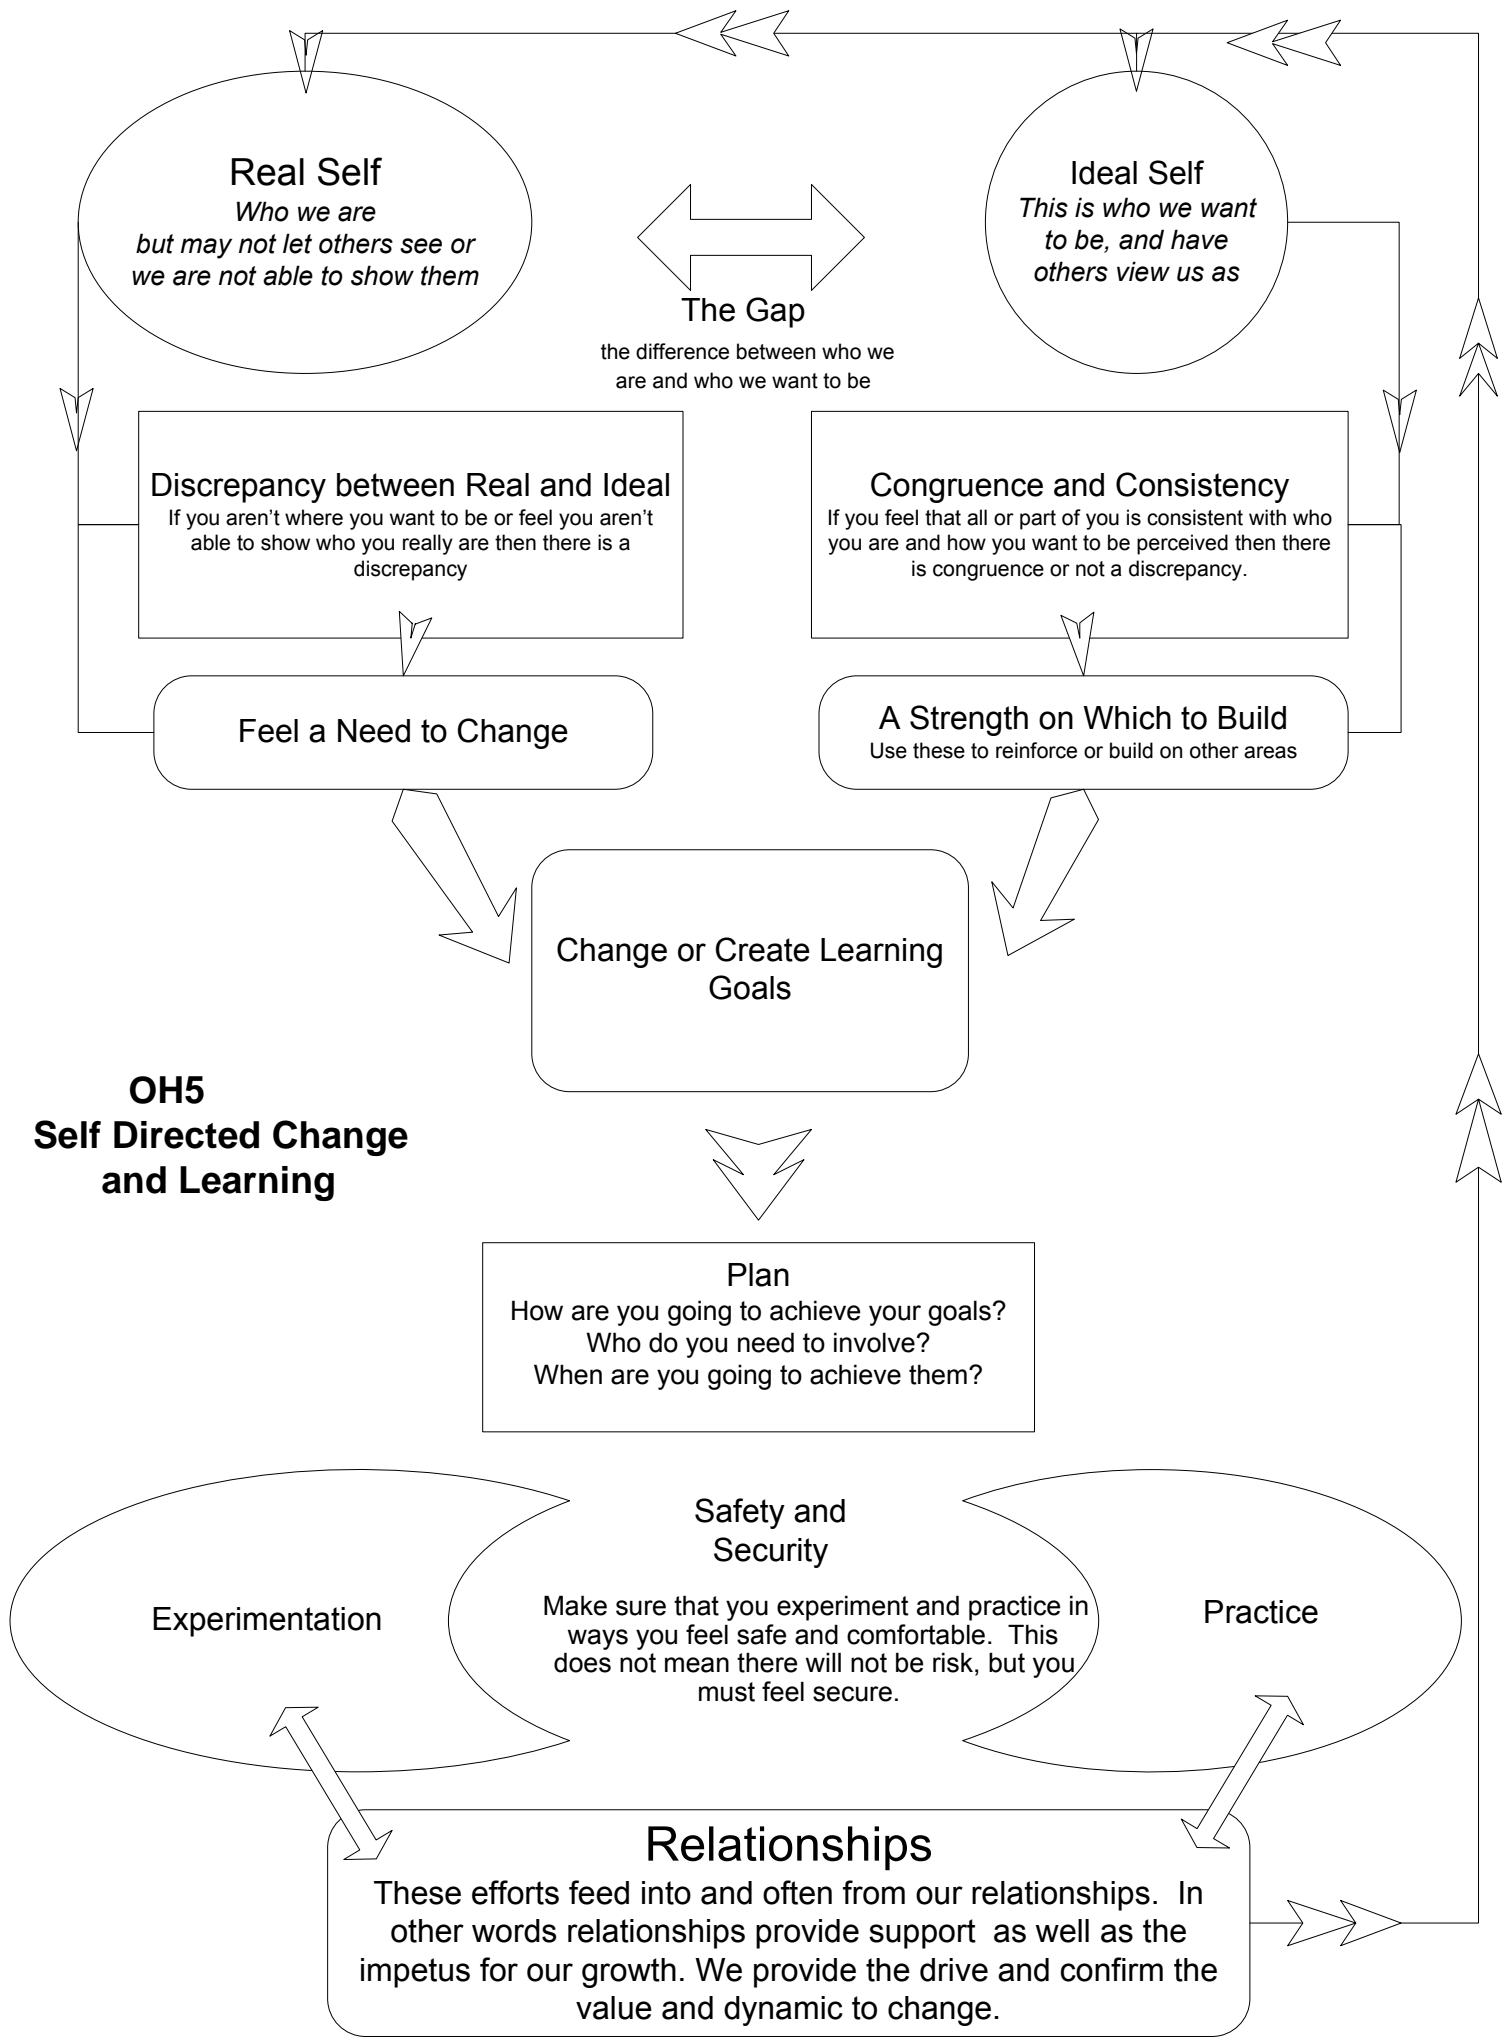 Real Self
Who we are
but may not let others see or
we are not able to show them
Ideal Self
This is who we want
to be, and have
others view us as
The Gap
the difference between who we
are and who we want to be
Discrepancy between Real and Ideal
If you aren’t where you want to be or feel you aren’t
able to show who you really are then there is a
discrepancy
Congruence and Consistency
If you feel that all or part of you is consistent with who
you are and how you want to be perceived then there
is congruence or not a discrepancy.
Feel a Need to Change
A Strength on Which to Build
Use these to reinforce or build on other areas
Change or Create Learning
Goals
OH5
Self Directed Change
and Learning
Plan
How are you going to achieve your goals?
Who do you need to involve?
When are you going to achieve them?
Experimentation
Safety and
Security
Make sure that you experiment and practice in
ways you feel safe and comfortable.  This
does not mean there will not be risk, but you
must feel secure.
Practice
Relationships
These efforts feed into and often from our relationships.  In
other words relationships provide support  as well as the
impetus for our growth. We provide the drive and confirm the
value and dynamic to change.